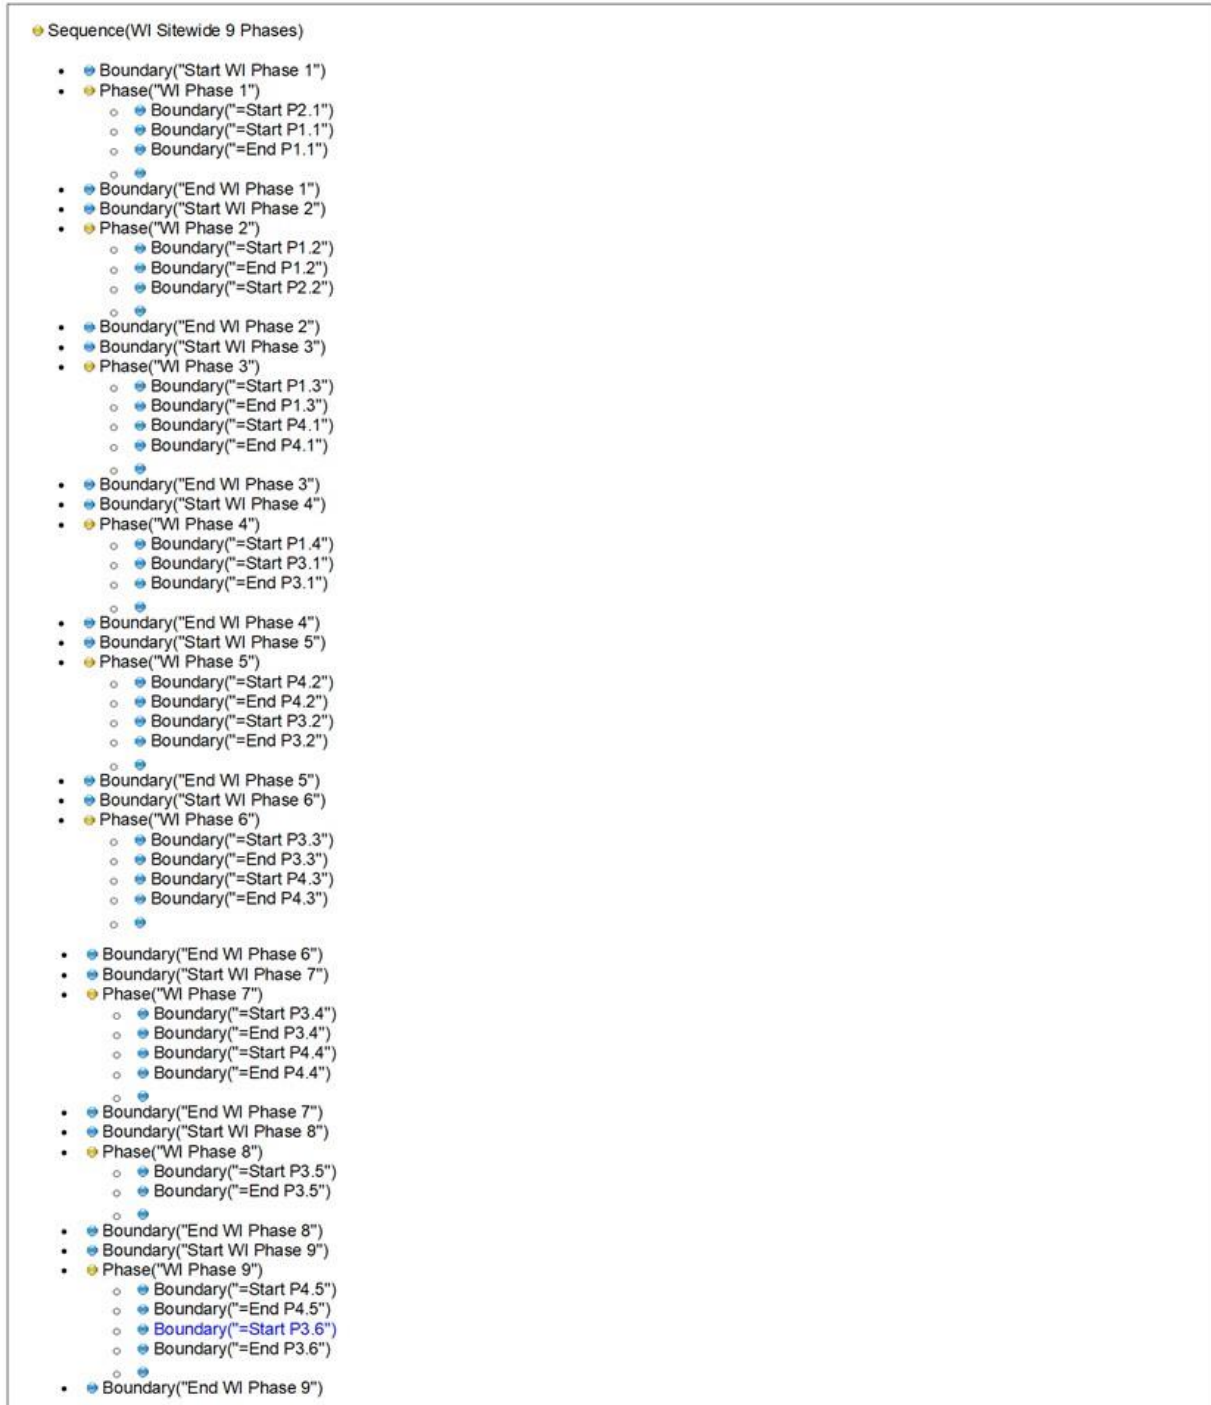 Sequence(WI Sitewide 9 Phases)
Boundary("Start WI Phase 1")
Phase("WI Phase 1")
Boundary("=Start P2.1")
Boundary("=Start P1.1")
Boundary("=End P1.1")
Boundary("End WI Phase 1")
Boundary("Start WI Phase 2")
Phase("WI Phase 2")
Boundary("=Start P1.2")
Boundary("=End P1.2")
Boundary("=Start P2.2")
Boundary("End WI Phase 2")
Boundary("Start WI Phase 3")
Phase("WI Phase 3")
Boundary("=Start P1.3")
Boundary("=End P1.3")
Boundary("=Start P4.1")
Boundary("=End P4.1")
Boundary("End WI Phase 3")
Boundary("Start WI Phase 4")
Phase("WI Phase 4")
Boundary("=Start P1.4")
Boundary("=Start P3.1")
Boundary("=End P3.1")
Boundary("End WI Phase 4")
Boundary("Start WI Phase 5")
Phase("WI Phase 5")
Boundary("=Start P4.2")
Boundary("=End P4.2")
Boundary("=Start P3.2")
Boundary("=End P3.2")
Boundary("End WI Phase 5")
Boundary("Start WI Phase 6")
Phase("WI Phase 6")
Boundary("=Start P3.3")
Boundary("=End P3.3")
Boundary("=Start P4.3")
Boundary("=End P4.3")
Boundary("End WI Phase 6")
Boundary("Start WI Phase 7")
Phase("WI Phase 7")
Boundary("=Start P3.4")
Boundary("=End P3.4")
Boundary("=Start P4.4")
Boundary("=End P4.4")
Boundary("End WI Phase 7")
Boundary("Start WI Phase 8")
Phase("WI Phase 8")
Boundary("=Start P3.5")
Boundary("=End P3.5")
Boundary("End WI Phase 8")
Boundary("Start WI Phase 9")
Phase("WI Phase 9")
Boundary("=Start P4.5")
Boundary("=End P4.5")
Boundary("=Start P3.6")
Boundary("=End P3.6")
Boundary("End WI Phase 9")